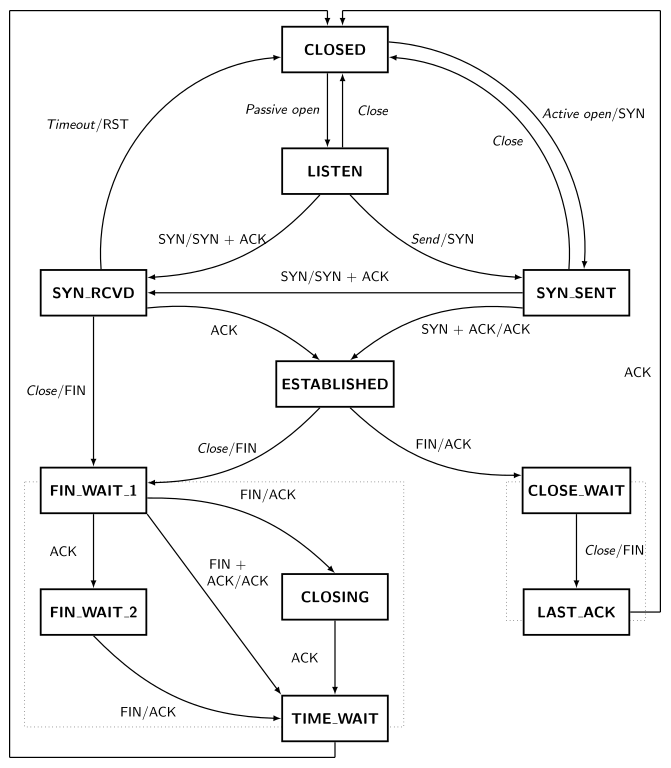 CLOSED
Passive open
Close
Timeout/RST
Active open/SYN
Close
LISTEN
SYN/SYN + ACK
Send/SYN
SYN_RCVD
SYN/SYN + ACK
SYN_SENT
ACK
SYN + ACK/ACK
ESTABLISHED
ACK
Close/FIN
Close/FIN
FIN/ACK
FIN_WAIT_1
FIN/ACK
CLOSE_WAIT
ACK
FIN +
ACK/ACK
Close/FIN
CLOSING
FIN_WAIT_2
LAST_ACK
ACK
FIN/ACK
TIME_WAIT